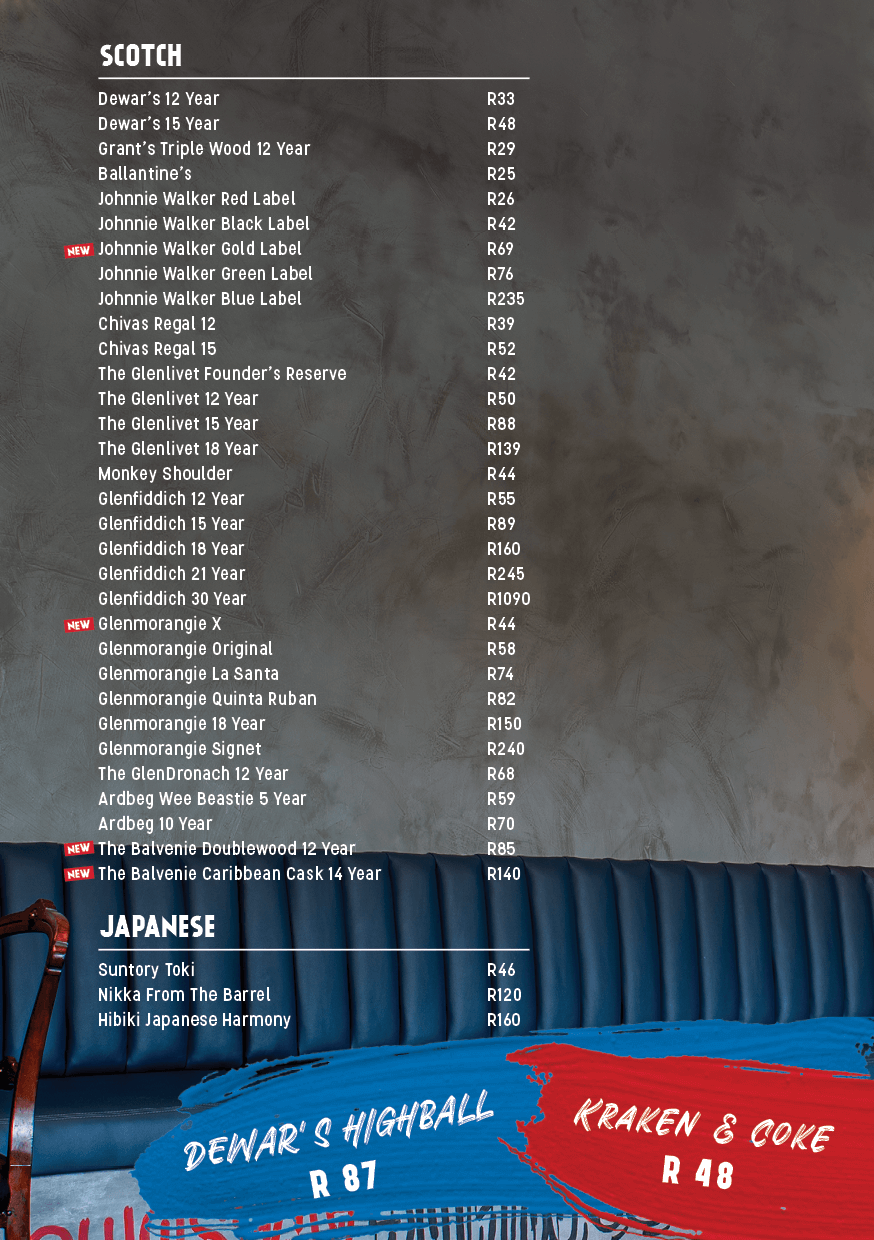 SCOTCH
Dewar's 12 Year R33
Dewar's 15 Year R48
Grant's Triple Wood 12 Year R29
Ballantine's R25
Johnnie Walker Red Label R26
Johnnie Walker Black Label R42
NEW Johnnie Walker Gold Label R69
Johnnie Walker Green Label R76
Johnnie Walker Blue Label R235
Chivas Regal 12 R39
Chivas Regal 15 R52
The Glenlivet Founder's Reserve R42
The Glenlivet 12 Year R50
The Glenlivet 15 Year R88
The Glenlivet 18 Year R139
Monkey Shoulder R44
Glenfiddich 12 Year R55
Glenfiddich 15 Year R89
Glenfiddich 18 Year R160
Glenfiddich 21 Year R245
Glenfiddich 30 Year R1090
NEW Glenmorangie X R44
Glenmorangie Original R58
Glenmorangie La Santa R74
Glenmorangie Quinta Ruban R82
Glenmorangie 18 Year R150
Glenmorangie Signet R240
The GlenDronach 12 Year R68
Ardbeg Wee Beastie 5 Year R59
Ardbeg 10 Year R70
NEW The Balvenie Doublewood 12 Year R85
NEW The Balvenie Caribbean Cask 14 Year R140
JAPANESE
Suntory Toki R46
Nikka From The Barrel R120
Hibiki Japanese Harmony R160
DEWAR'S HIGHBALL
R 87
KRAKEN & COKE
R 48